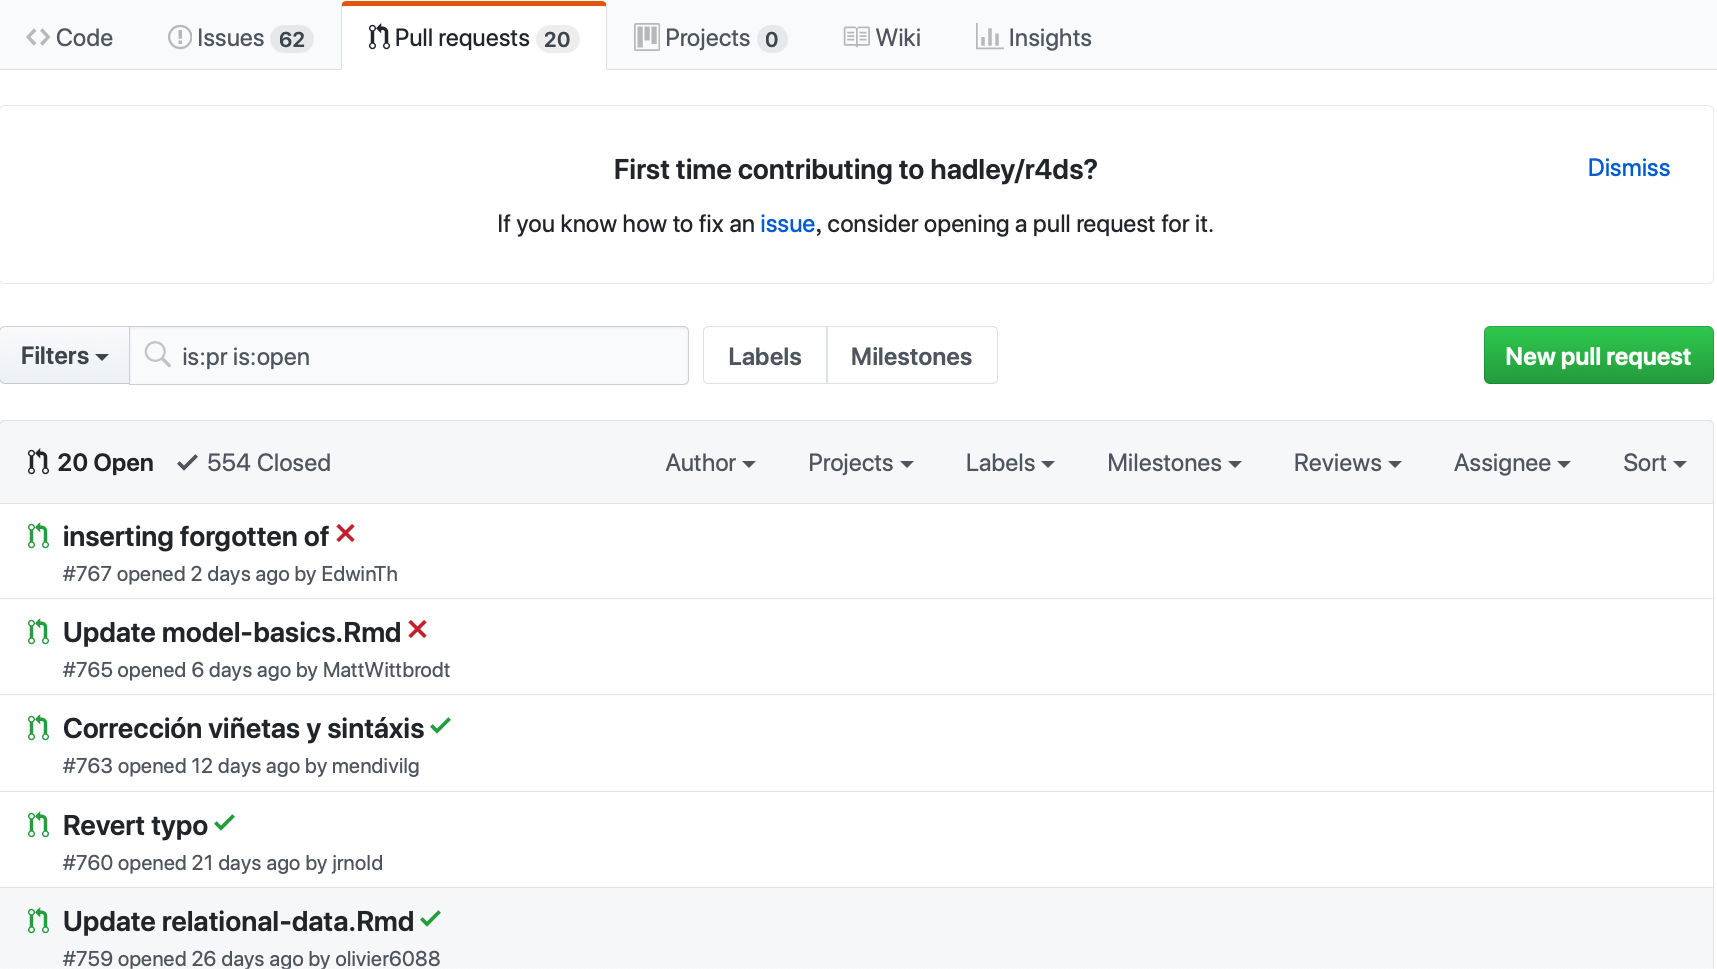 Code Issues 62 Pull requests 20 Projects 0 Wiki Insights
First time contributing to hadley/r4ds?
Dismiss
If you know how to fix an issue, consider opening a pull request for it.
Filters is:pr is:open Labels Milestones New pull request
20 Open 554 Closed Author Projects Labels Milestones Reviews Assignee Sort
inserting forgotten of
#767 opened 2 days ago by EdwinTh
Update model-basics.Rmd
#765 opened 6 days ago by MattWittbrodt
Corrección viñetas y sintáxis
#763 opened 12 days ago by mendivilg
Revert typo
#760 opened 21 days ago by jrnold
Update relational-data.Rmd
#759 opened 26 days ago by olivier6088